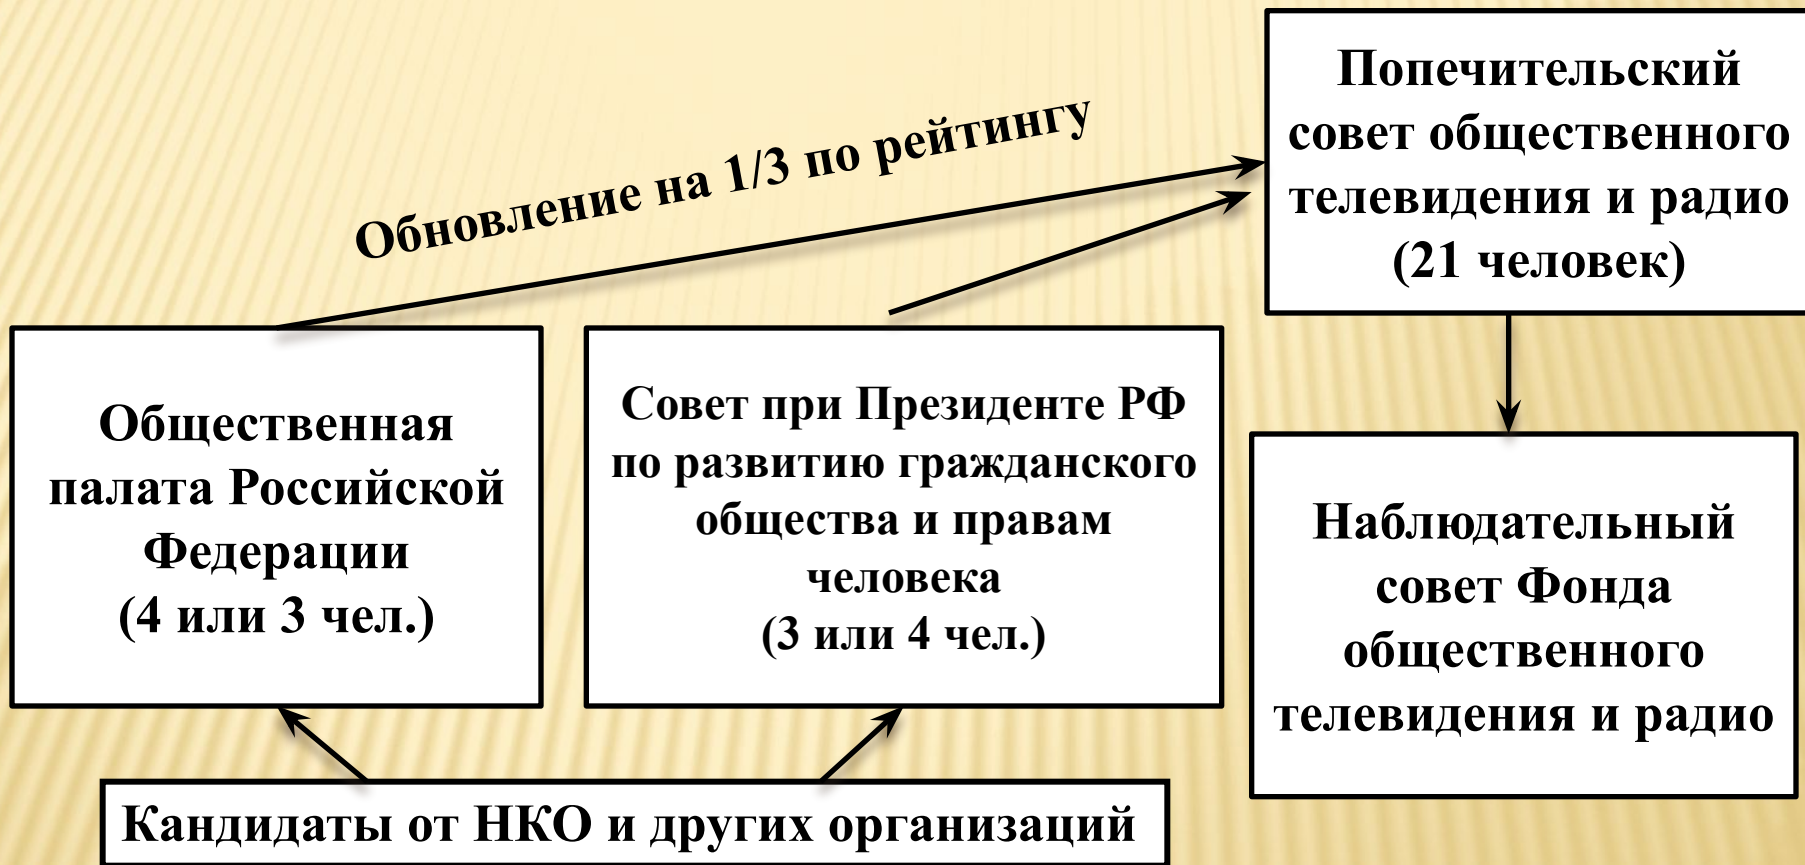 Обновление на 1/3 по рейтингу
Попечительский
совет общественного
телевидения и радио
(21 человек)
Общественная
палата Российской
Федерации
(4 или 3 чел.)
Совет при Президенте РФ
по развитию гражданского
общества и правам
человека
(3 или 4 чел.)
Наблюдательный
совет Фонда
общественного
телевидения и радио
Кандидаты от НКО и других организаций